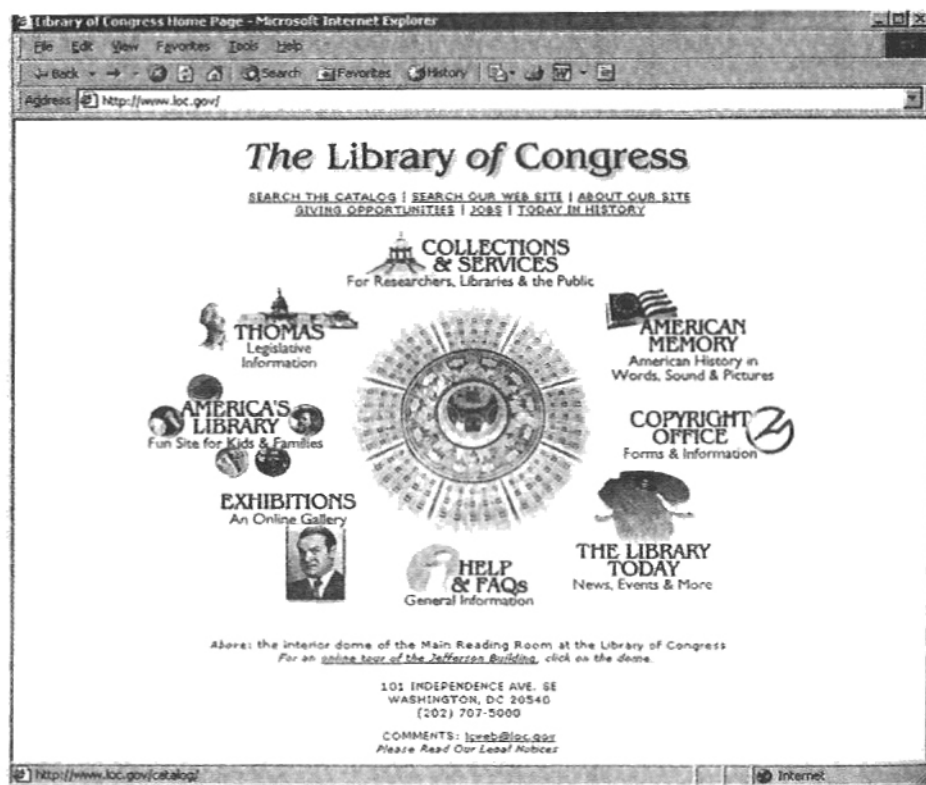 Library of Congress Home Page - Microsoft Internet Explorer
File Edit View Favorites Tools Help
Back Search Favorites History
Address http://www.loc.gov/
The Library of Congress
SEARCH THE CATALOG | SEARCH OUR WEB SITE | ABOUT OUR SITE
GIVING OPPORTUNITIES | JOBS | TODAY IN HISTORY
COLLECTIONS
& SERVICES
For Researchers, Libraries & the Public
THOMAS
Legislative
Information
AMERICAN
MEMORY
American History in
Words, Sound & Pictures
AMERICA'S
LIBRARY
Fun Site for Kids & Families
COPYRIGHT
OFFICE
Forms & Information
EXHIBITIONS
An Online Gallery
THE LIBRARY
TODAY
News, Events & More
HELP
& FAQs
General Information
Above: the interior dome of the Main Reading Room at the Library of Congress
For an online tour of the Jefferson Building, click on the dome.
101 INDEPENDENCE AVE. SE
WASHINGTON, DC 20540
(202) 707-5000
COMMENTS: lcweb@loc.gov
Please Read Our Legal Notices
http://www.loc.gov/catalog/ Internet